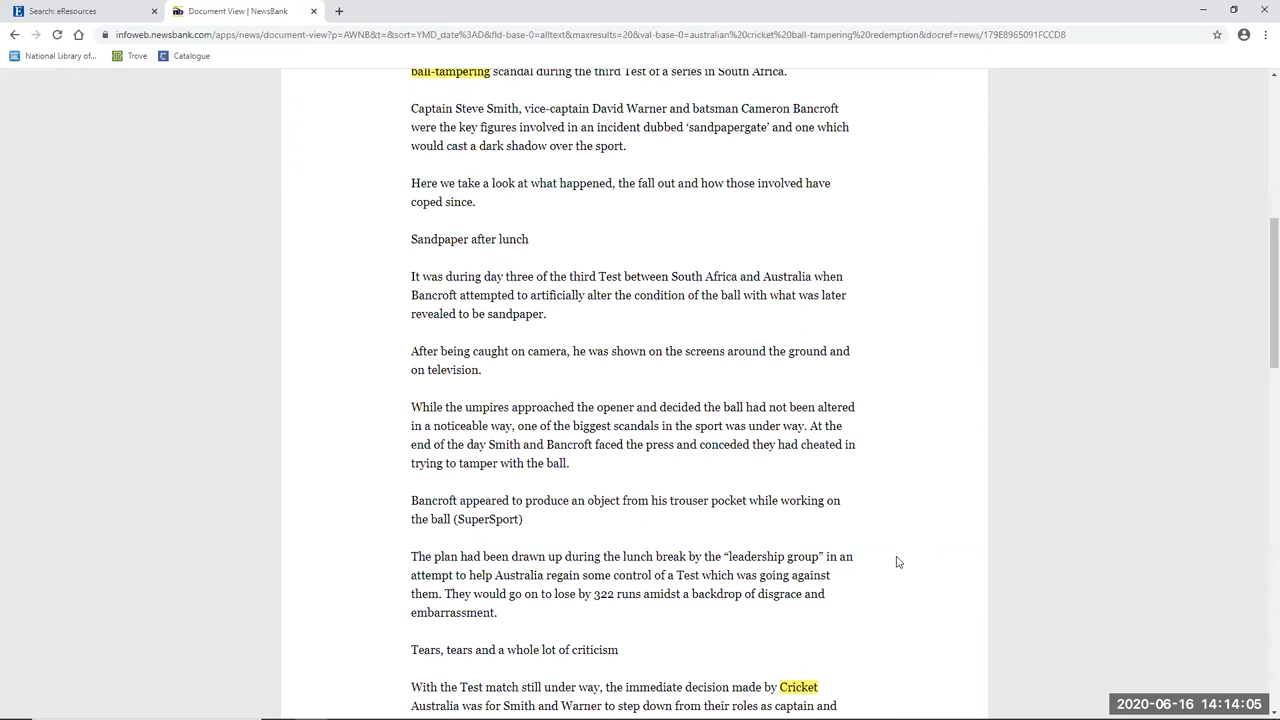 Search: eResources
Document View | NewsBank
infoweb.newsbank.com/apps/news/document-view?p=AWNB&t=&sort=YMD_date%3AD&fld-base-0=alltext&maxresults=20&val-base-0=australian%20cricket%20ball-tampering%20redemption&docref=news/179E8965091FCCD8
National Library of...
Trove
Catalogue
ball-tampering scandal during the third Test of a series in South Africa.
Captain Steve Smith, vice-captain David Warner and batsman Cameron Bancroft
were the key figures involved in an incident dubbed ‘sandpapergate’ and one which
would cast a dark shadow over the sport.
Here we take a look at what happened, the fall out and how those involved have
coped since.
Sandpaper after lunch
It was during day three of the third Test between South Africa and Australia when
Bancroft attempted to artificially alter the condition of the ball with what was later
revealed to be sandpaper.
After being caught on camera, he was shown on the screens around the ground and
on television.
While the umpires approached the opener and decided the ball had not been altered
in a noticeable way, one of the biggest scandals in the sport was under way. At the
end of the day Smith and Bancroft faced the press and conceded they had cheated in
trying to tamper with the ball.
Bancroft appeared to produce an object from his trouser pocket while working on
the ball (SuperSport)
The plan had been drawn up during the lunch break by the “leadership group” in an
attempt to help Australia regain some control of a Test which was going against
them. They would go on to lose by 322 runs amidst a backdrop of disgrace and
embarrassment.
Tears, tears and a whole lot of criticism
With the Test match still under way, the immediate decision made by Cricket
Australia was for Smith and Warner to step down from their roles as captain and
2020-06-16 14:14:05